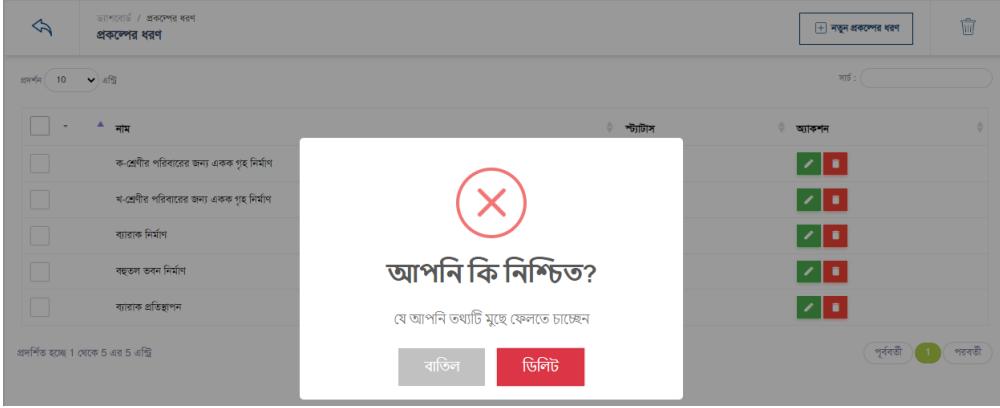 ড্যাশবোর্ড / প্রকল্পের ধরণ
প্রকল্পের ধরণ
নতুন প্রকল্পের ধরণ
প্রদর্শন 10 এন্ট্রি
সার্চ :
নাম স্ট্যাটাস অ্যাকশন
ক-শ্রেণীর পরিবারের জন্য একক গৃহ নির্মাণ
খ-শ্রেণীর পরিবারের জন্য একক গৃহ নির্মাণ
ব্যারাক নির্মাণ
বহুতল ভবন নির্মাণ
ব্যারাক প্রতিস্থাপন
আপনি কি নিশ্চিত?
যে আপনি তথ্যটি মুছে ফেলতে চাচ্ছেন
বাতিল ডিলিট
প্রদর্শিত হচ্ছে 1 থেকে 5 এর 5 এন্ট্রি
পূর্ববর্তী 1 পরবর্তী